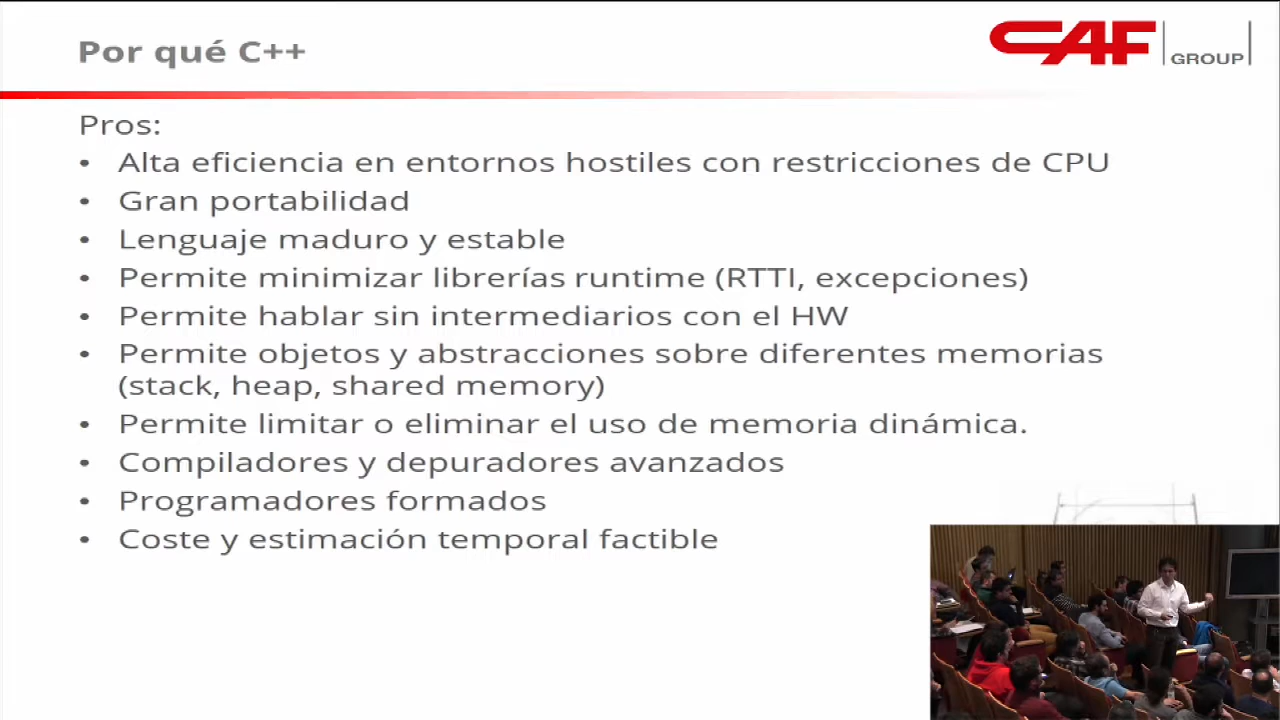 Por qué C++
CAF GROUP
Pros:
• Alta eficiencia en entornos hostiles con restricciones de CPU
• Gran portabilidad
• Lenguaje maduro y estable
• Permite minimizar librerías runtime (RTTI, excepciones)
• Permite hablar sin intermediarios con el HW
• Permite objetos y abstracciones sobre diferentes memorias
(stack, heap, shared memory)
• Permite limitar o eliminar el uso de memoria dinámica.
• Compiladores y depuradores avanzados
• Programadores formados
• Coste y estimación temporal factible